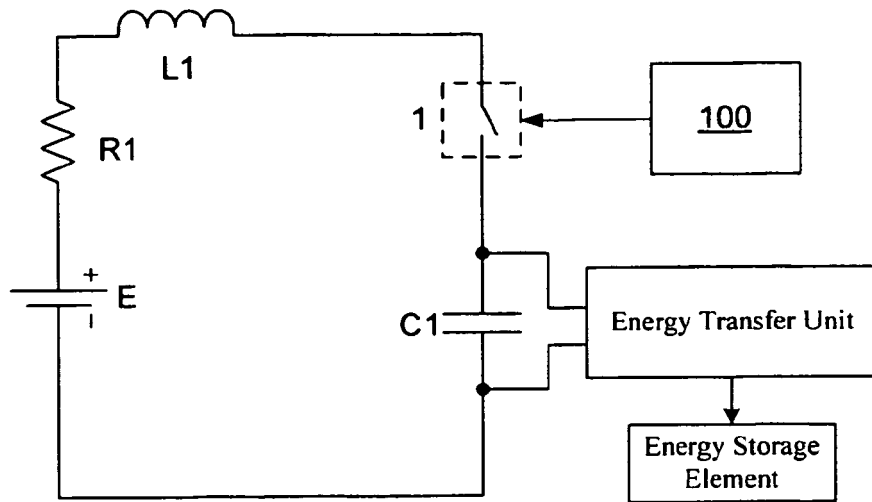 L1
1
100
R1
+
E
-
C1
Energy Transfer Unit
Energy Storage
Element